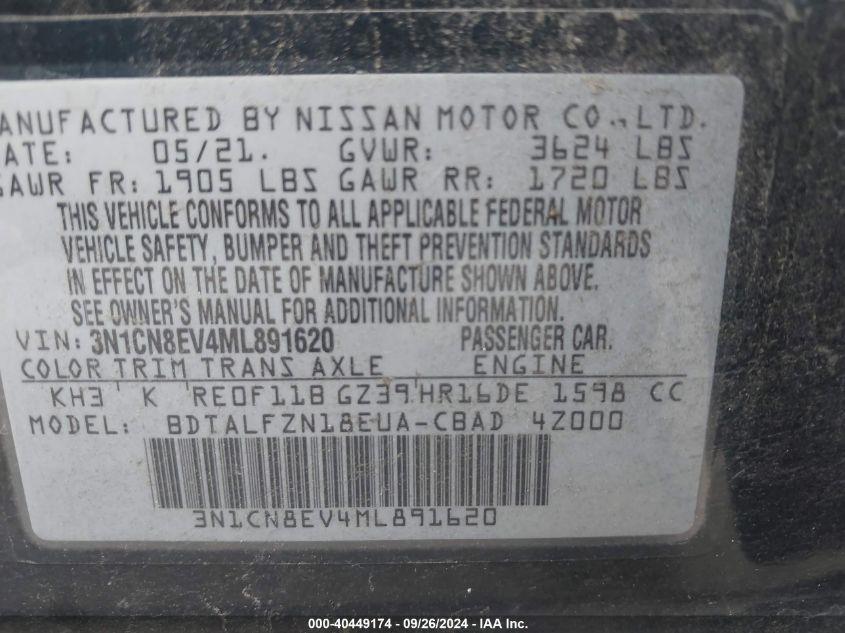 ANUFACTURED BY NISSAN MOTOR CO., LTD.
ATE: 05/21. GVWR: 3624 LBS
GAWR FR: 1905 LBS GAWR RR: 1720 LBS
THIS VEHICLE CONFORMS TO ALL APPLICABLE FEDERAL MOTOR
VEHICLE SAFETY, BUMPER AND THEFT PREVENTION STANDARDS
IN EFFECT ON THE DATE OF MANUFACTURE SHOWN ABOVE.
SEE OWNER'S MANUAL FOR ADDITIONAL INFORMATION.
VIN: 3N1CN8EV4ML891620 PASSENGER CAR.
COLOR TRIM TRANS AXLE ENGINE
KH3 K RE0F11B GZ39 HR16DE 1598 CC
MODEL: BDTALFZN18EUA-CBAD 4Z000
3N1CN8EV4ML891620
000-40449174 - 09/26/2024 - IAA Inc.